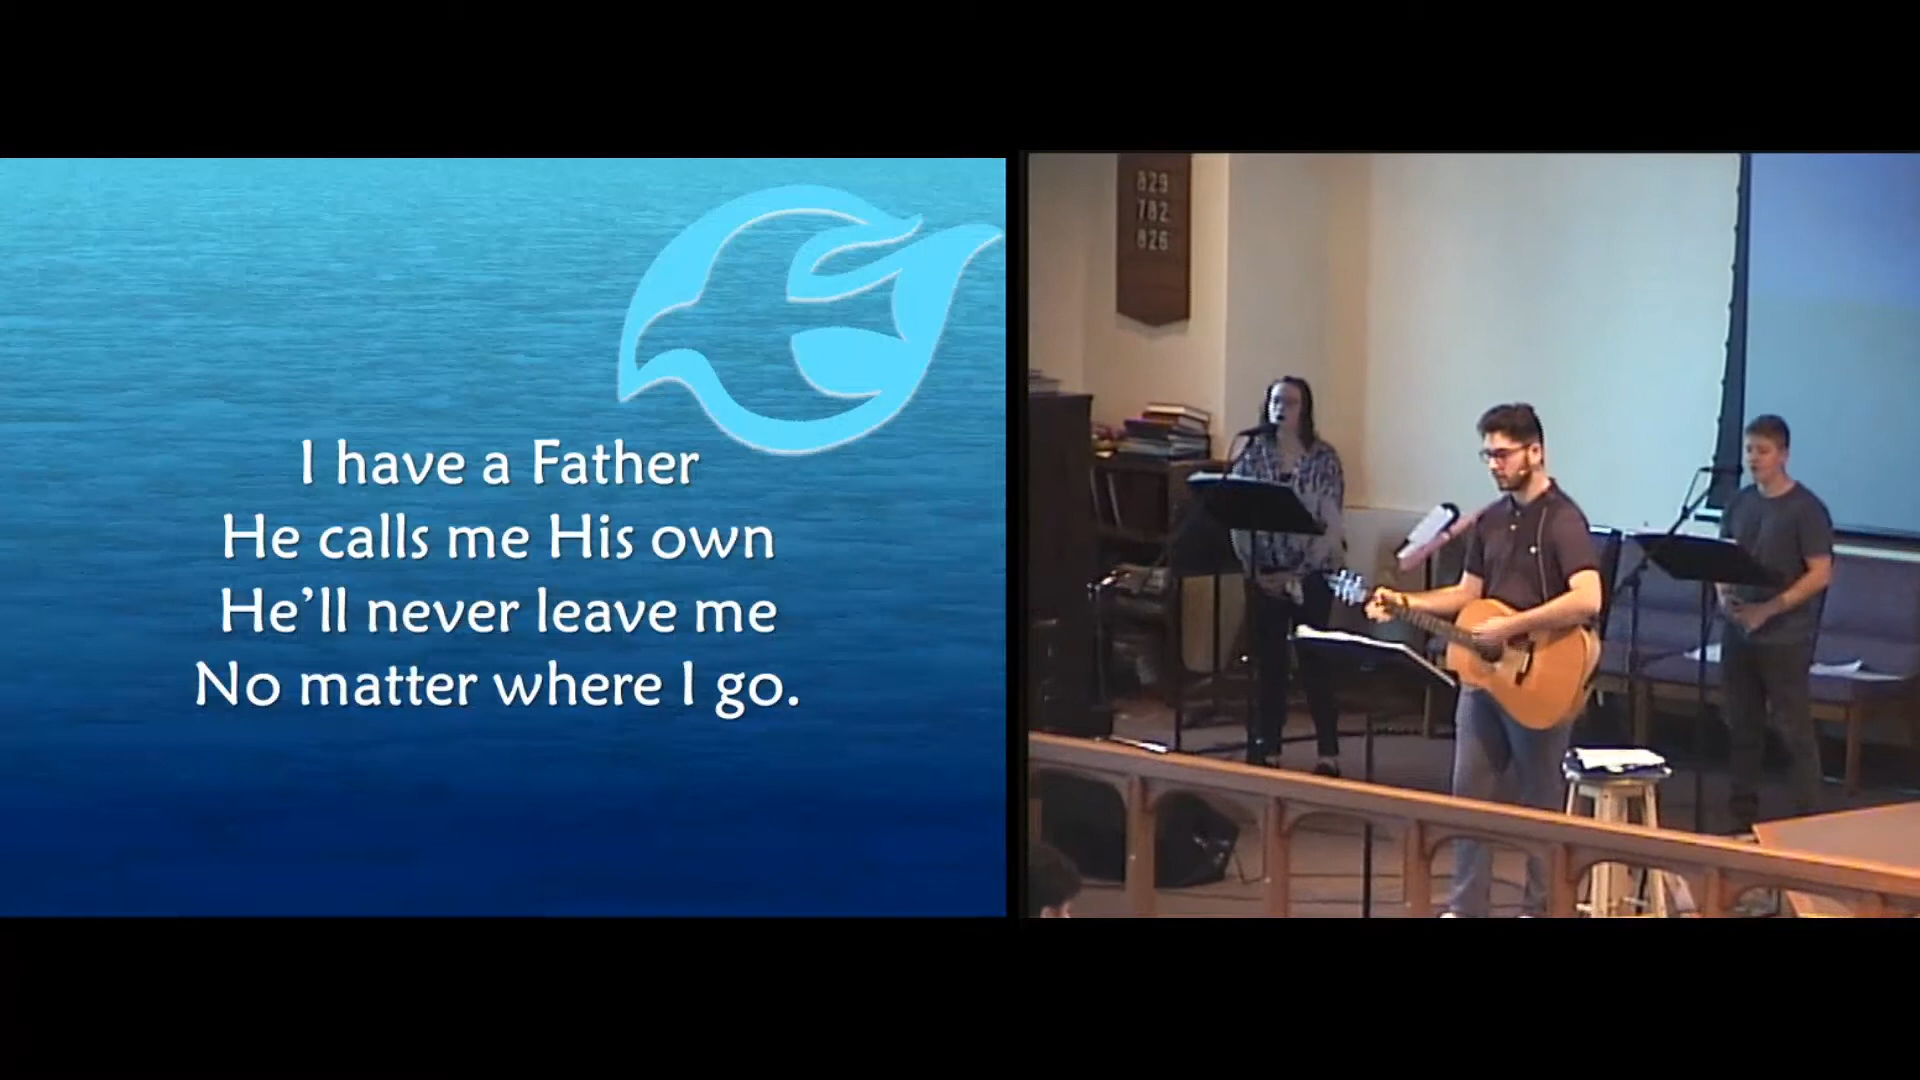 I have a Father
He calls me His own
He’ll never leave me
No matter where I go.
829
782
826